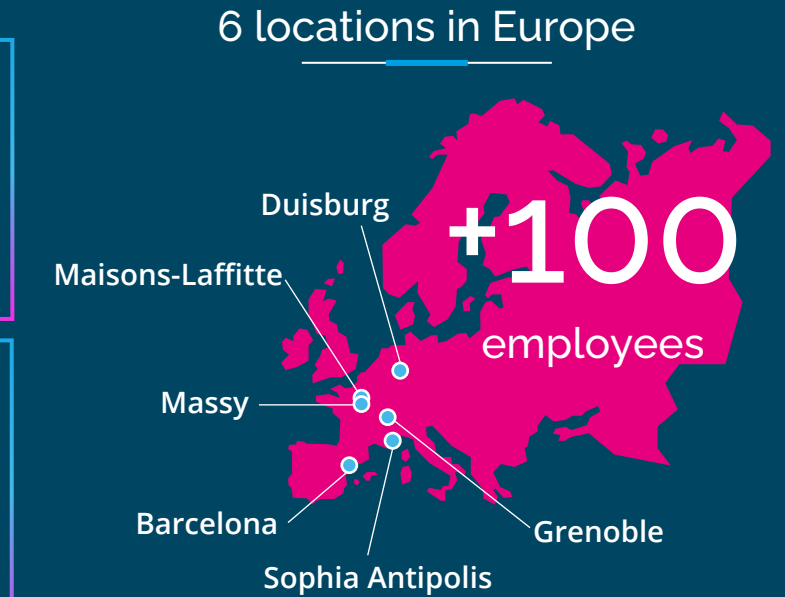 6 locations in Europe
Duisburg
+100
Maisons-Laffitte
employees
Massy
Barcelona
Grenoble
Sophia Antipolis